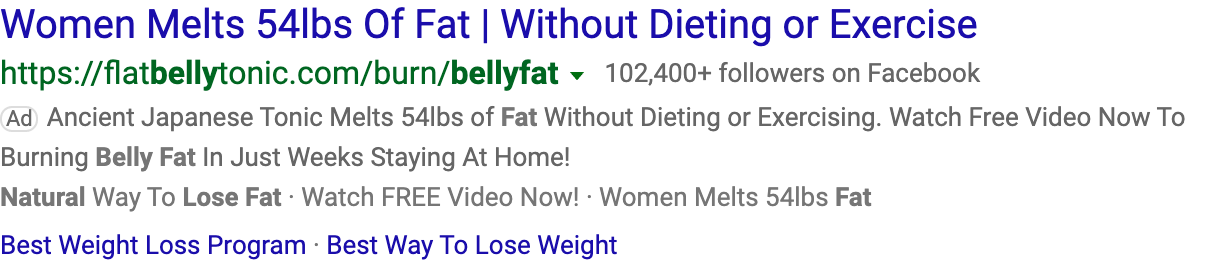 Women Melts 54lbs Of Fat | Without Dieting or Exercise
https://flatbellytonic.com/burn/bellyfat 102,400+ followers on Facebook
Ad Ancient Japanese Tonic Melts 54lbs of Fat Without Dieting or Exercising. Watch Free Video Now To
Burning Belly Fat In Just Weeks Staying At Home!
Natural Way To Lose Fat · Watch FREE Video Now! · Women Melts 54lbs Fat
Best Weight Loss Program · Best Way To Lose Weight